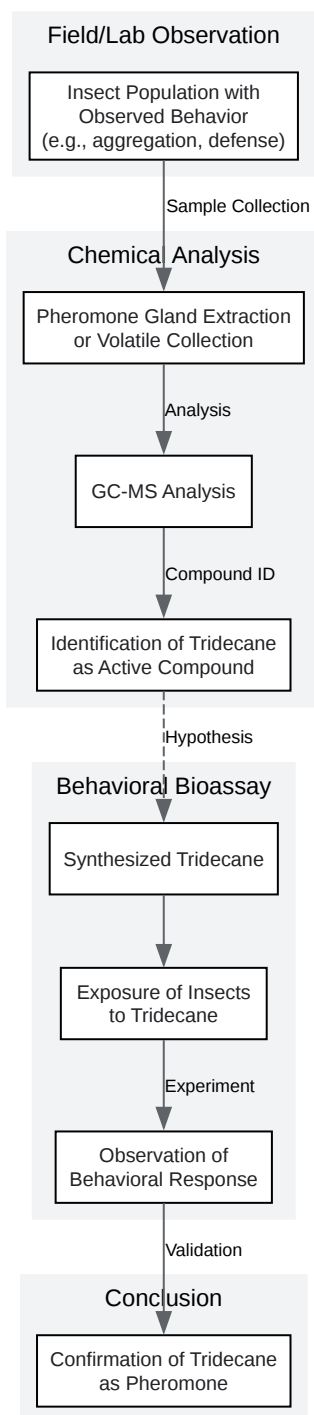 Field/Lab Observation
Insect Population with
Observed Behavior
(e.g., aggregation, defense)
Sample Collection
Chemical Analysis
Pheromone Gland Extraction
or Volatile Collection
Analysis
GC-MS Analysis
Compound ID
Identification of Tridecane
as Active Compound
Hypothesis
Behavioral Bioassay
Synthesized Tridecane
Exposure of Insects
to Tridecane
Experiment
Observation of
Behavioral Response
Validation
Conclusion
Confirmation of Tridecane
as Pheromone